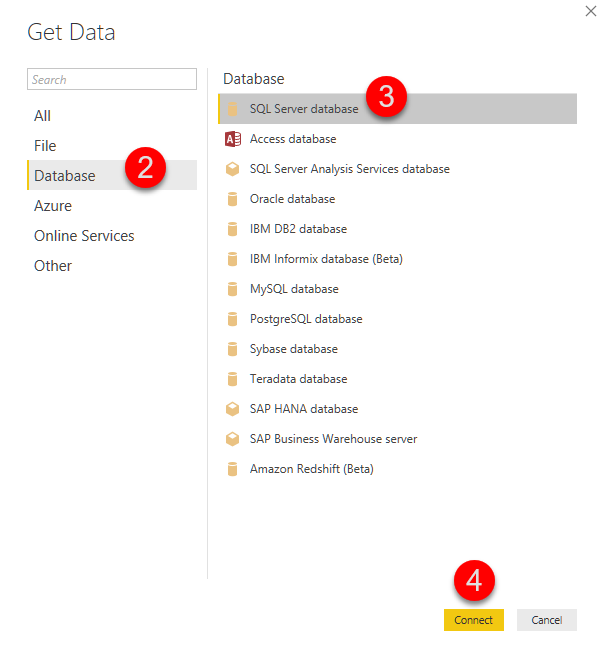 Get Data
Search
All
File
Database
2
Azure
Online Services
Other
Database
3
SQL Server database
Access database
SQL Server Analysis Services database
Oracle database
IBM DB2 database
IBM Informix database (Beta)
MySQL database
PostgreSQL database
Sybase database
Teradata database
SAP HANA database
SAP Business Warehouse server
Amazon Redshift (Beta)
4
Connect
Cancel